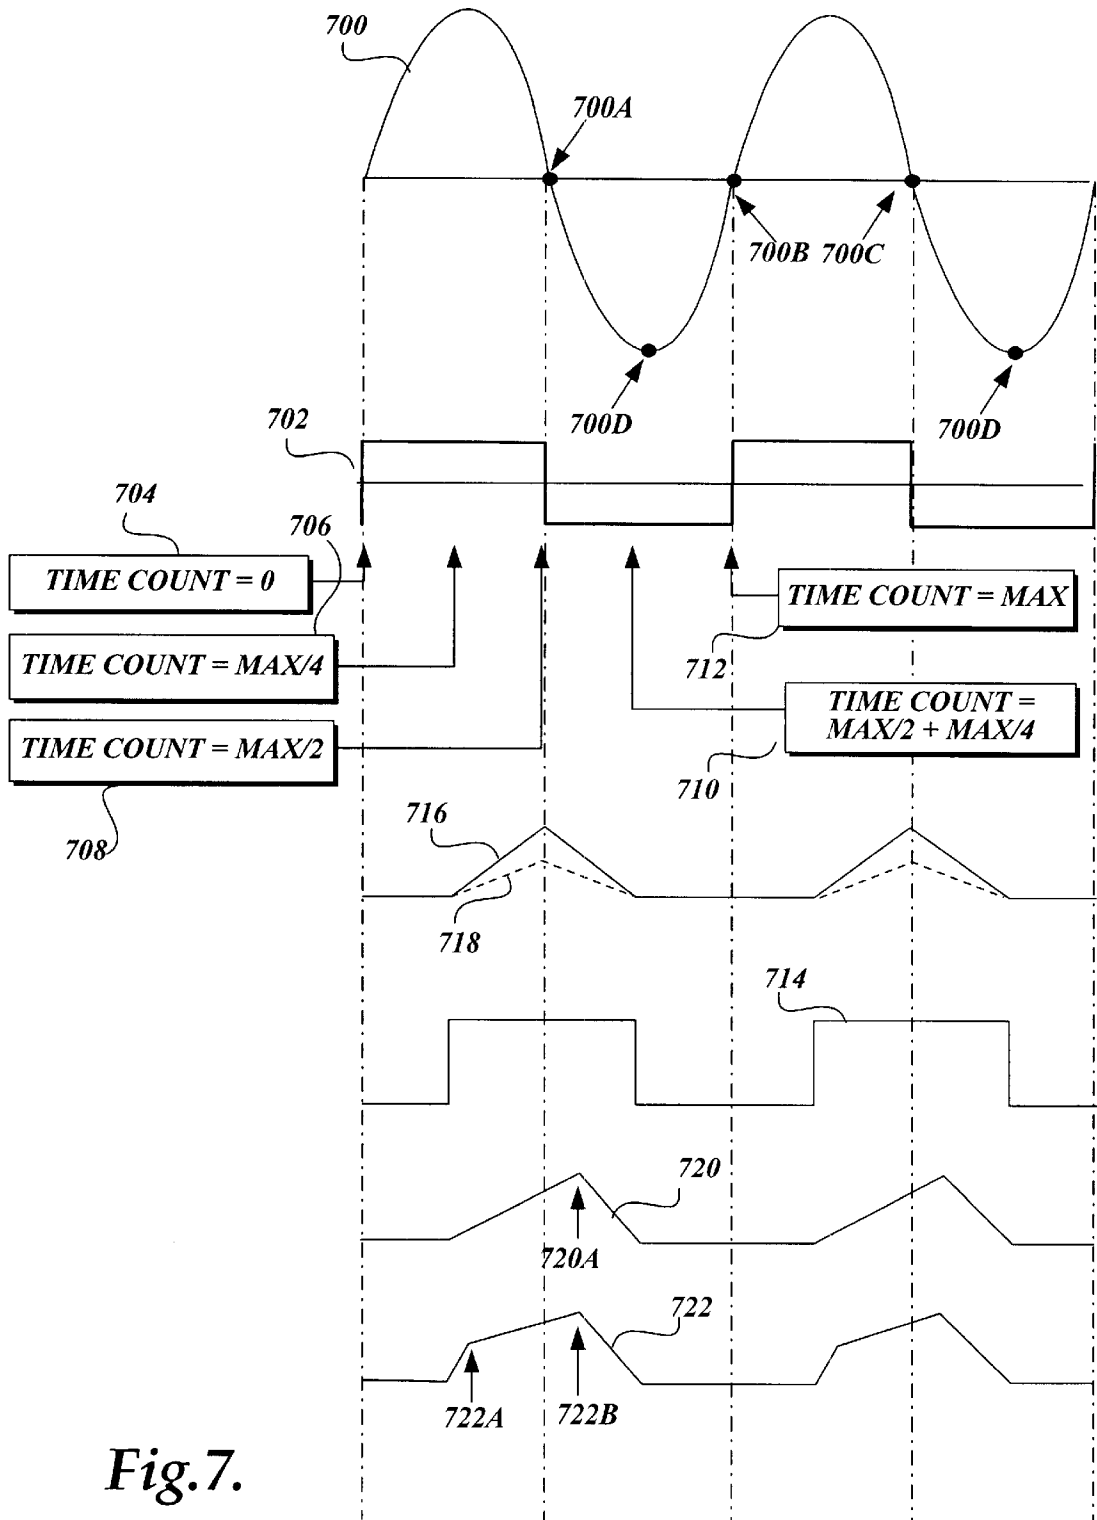 700
700A
700B
700C
700D
700D
702
704
706
TIME COUNT = 0
TIME COUNT = MAX
TIME COUNT = MAX/4
712
TIME COUNT =
MAX/2 + MAX/4
TIME COUNT = MAX/2
710
708
716
718
714
720
720A
722
722A
722B
Fig.7.